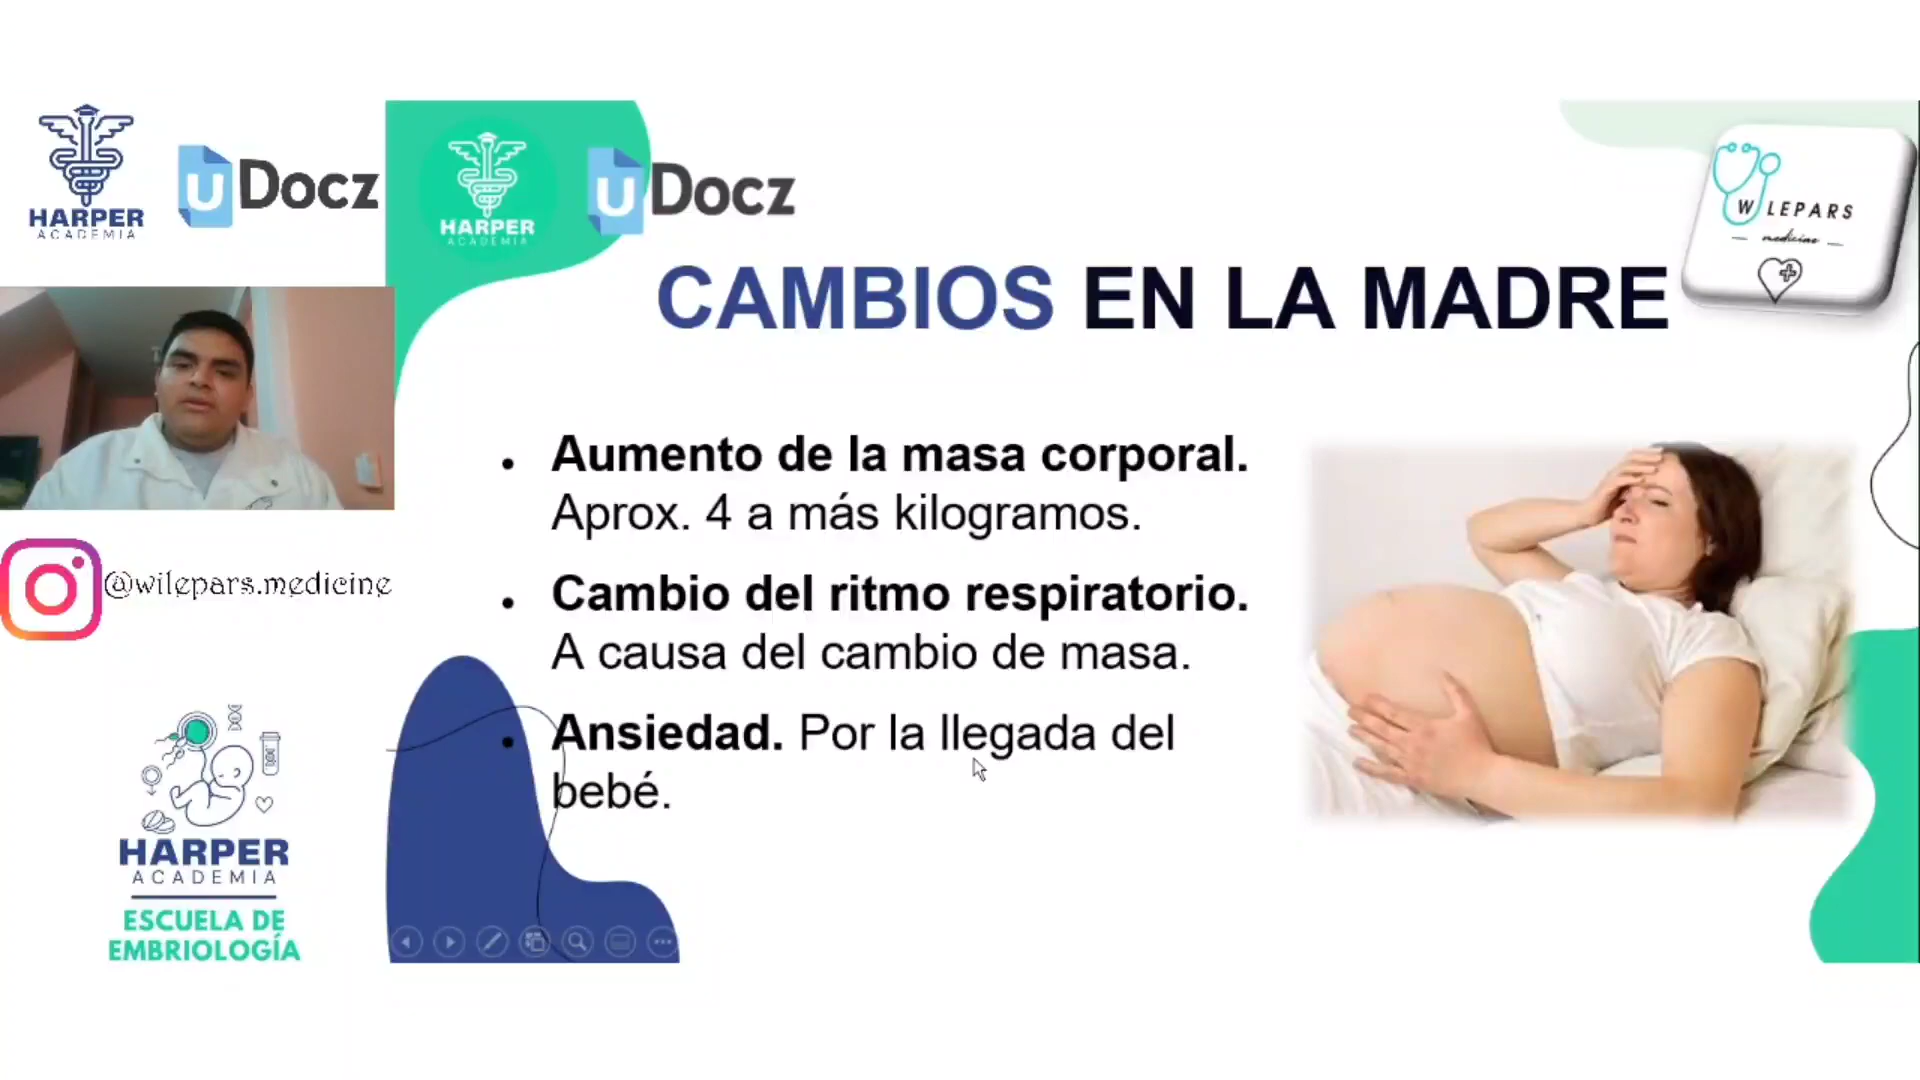 HARPER
ACADEMIA
UDocz
HARPER
ACADEMIA
UDocz
WILEPARS
medicine
CAMBIOS EN LA MADRE
• Aumento de la masa corporal.
Aprox. 4 a más kilogramos.
• Cambio del ritmo respiratorio.
A causa del cambio de masa.
• Ansiedad. Por la llegada del
bebé.
@wilepars.medicine
HARPER
ACADEMIA
ESCUELA DE
EMBRIOLOGÍA